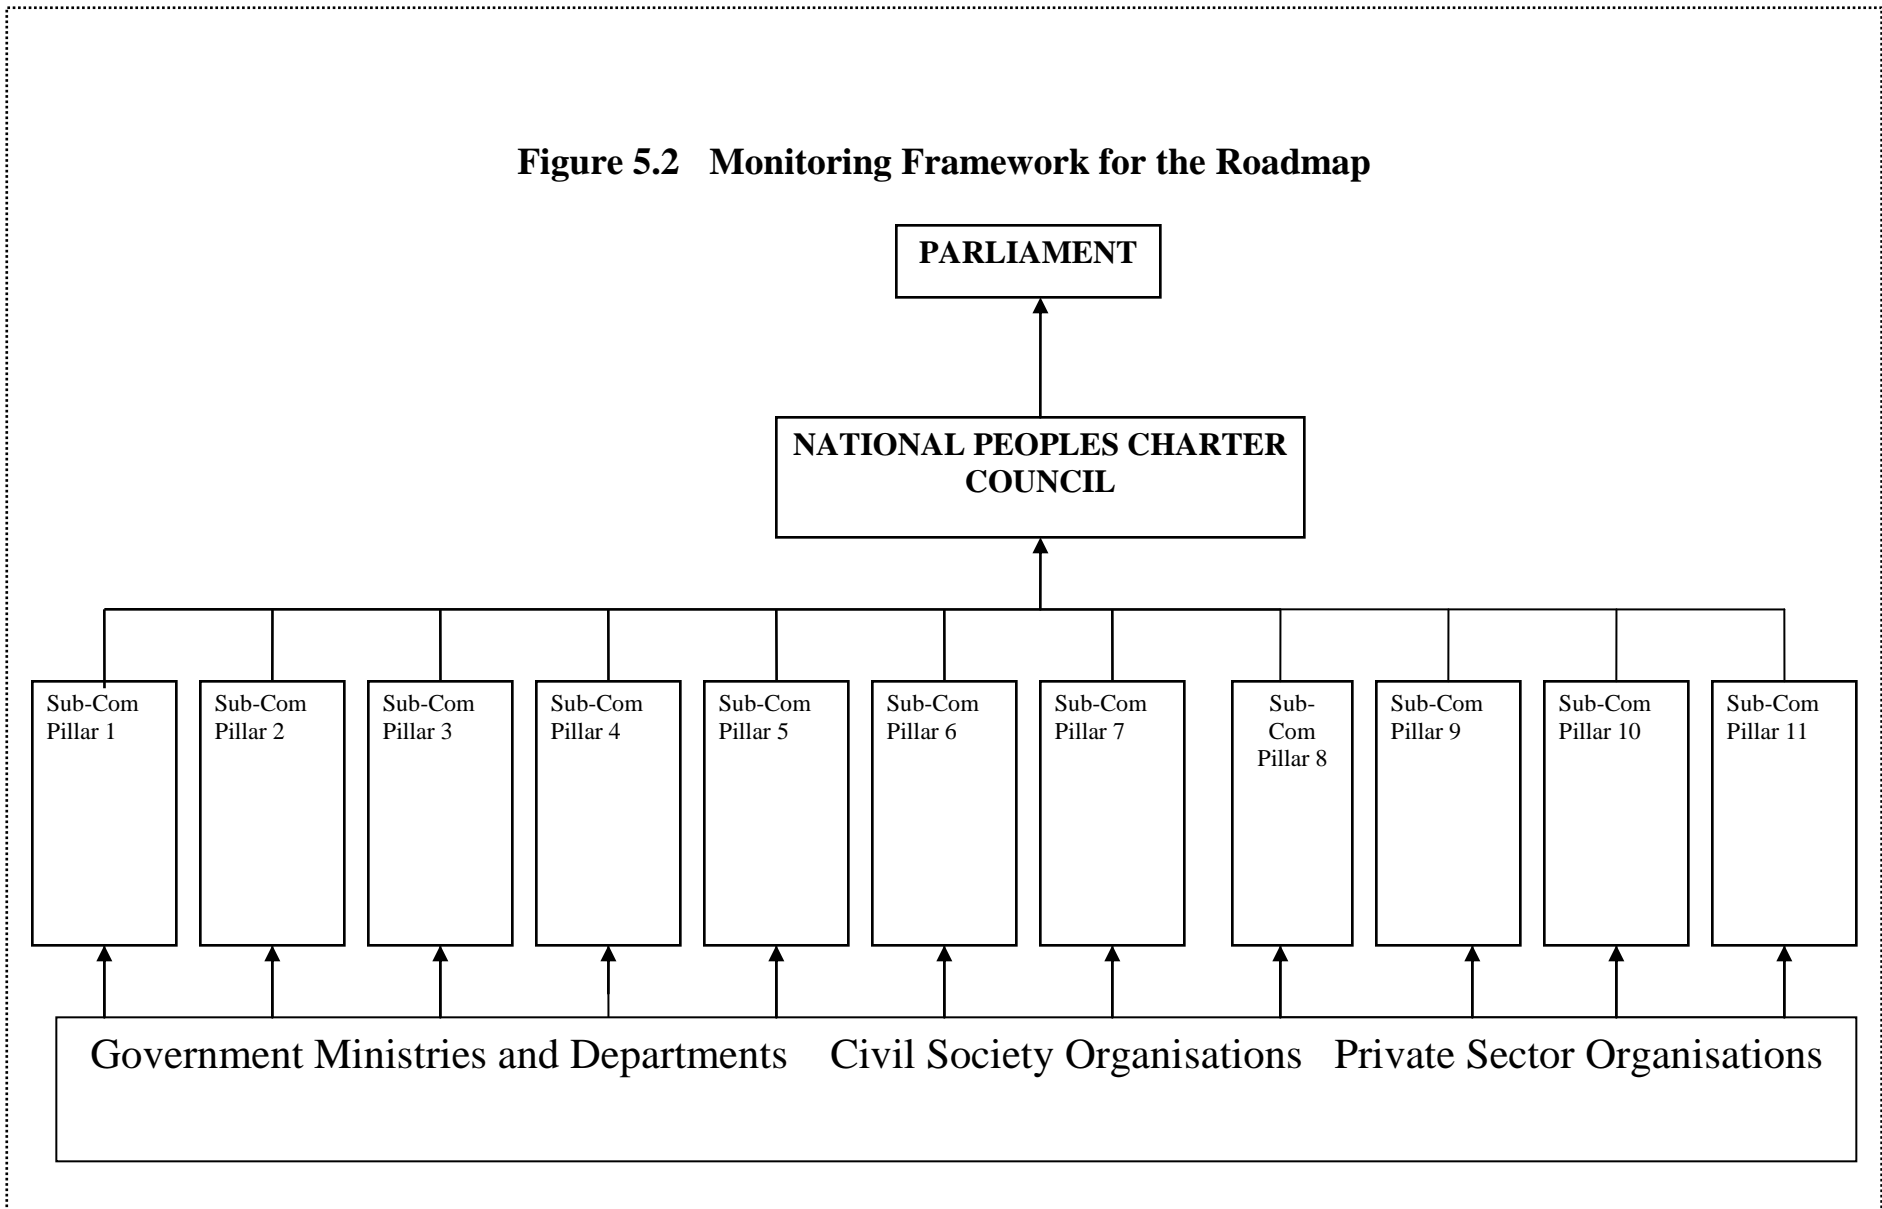 Figure 5.2 Monitoring Framework for the Roadmap
PARLIAMENT
NATIONAL PEOPLES CHARTER
COUNCIL
Sub-Com
Pillar 1
Sub-Com
Pillar 2
Sub-Com
Pillar 3
Sub-Com
Pillar 4
Sub-Com
Pillar 5
Sub-Com
Pillar 6
Sub-Com
Pillar 7
Sub-
Com
Pillar 8
Sub-Com
Pillar 9
Sub-Com
Pillar 10
Sub-Com
Pillar 11
Government Ministries and Departments Civil Society Organisations Private Sector Organisations